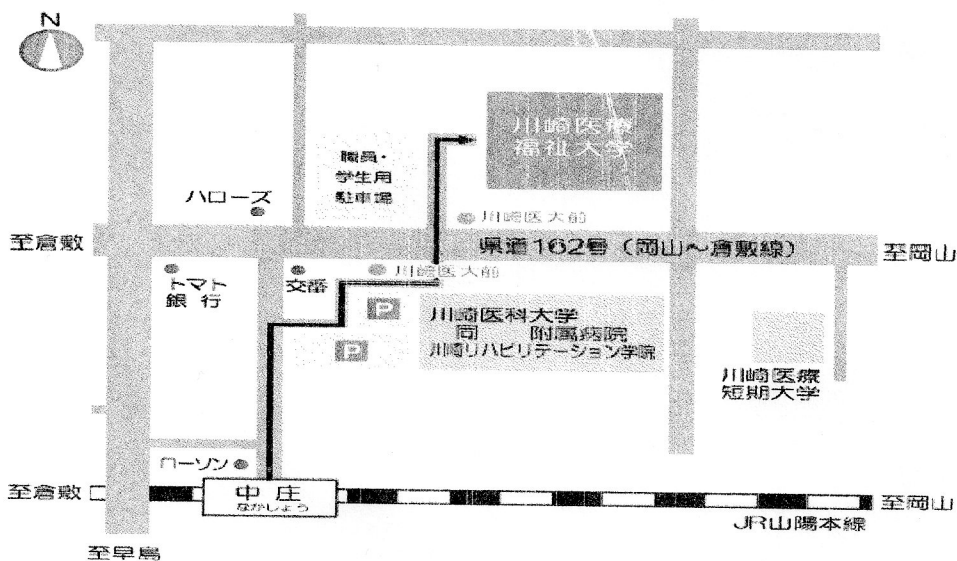 N
川崎医療
福祉大学
職員・
学生用
駐車場
ハローズ
川崎医大前
至倉敷
県道162号（岡山～倉敷線）
至岡山
トマト
銀行
交番
川崎医大前
P
川崎医科大学
同　附属病院
川崎リハビリテーション学院
P
川崎医療
短期大学
ローソン
至倉敷
中庄
なかしょう
至岡山
JR山陽本線
至早島